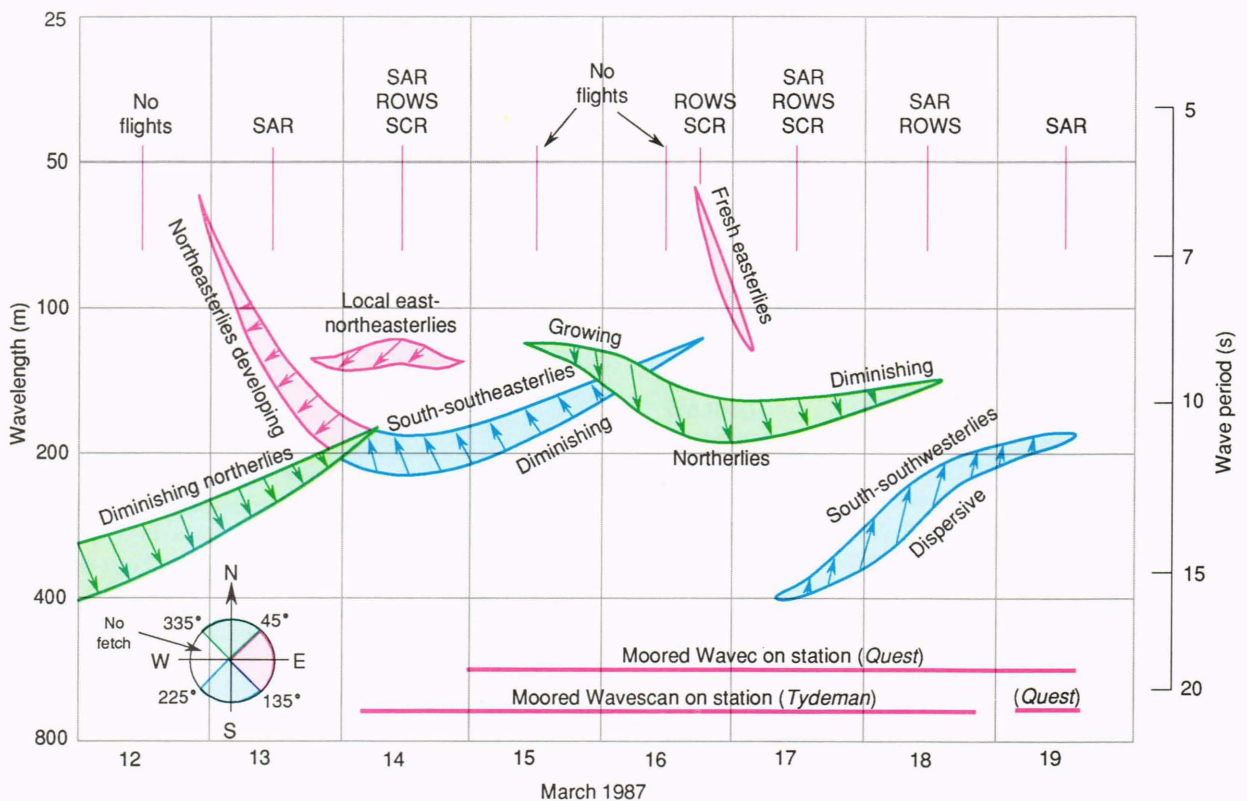 25
50
100
200
400
800
Wavelength (m)
No
flights
SAR
SAR
ROWS
SCR
No
flights
ROWS
SCR
SAR
ROWS
SCR
SAR
ROWS
SAR
5
7
10
15
20
Wave period (s)
Northeasterlies developing
Local east-
northeasterlies
Growing
Fresh easterlies
Diminishing
South-southeasterlies
Diminishing
Northerlies
Diminishing northerlies
South-southwesterlies
Dispersive
N
335°
45°
No
fetch
W
E
225°
135°
S
Moored Wavec on station (Quest)
Moored Wavescan on station (Tydeman)
(Quest)
12
13
14
15
16
17
18
19
March 1987